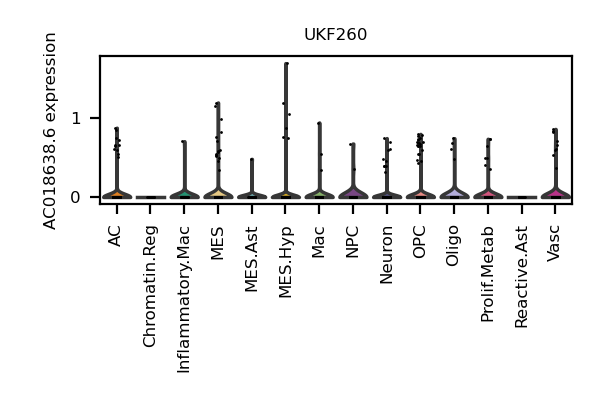 UKF260
AC018638.6 expression
1
0
AC
Chromatin.Reg
Inflammatory.Mac
MES
MES.Ast
MES.Hyp
Mac
NPC
Neuron
OPC
Oligo
Prolif.Metab
Reactive.Ast
Vasc